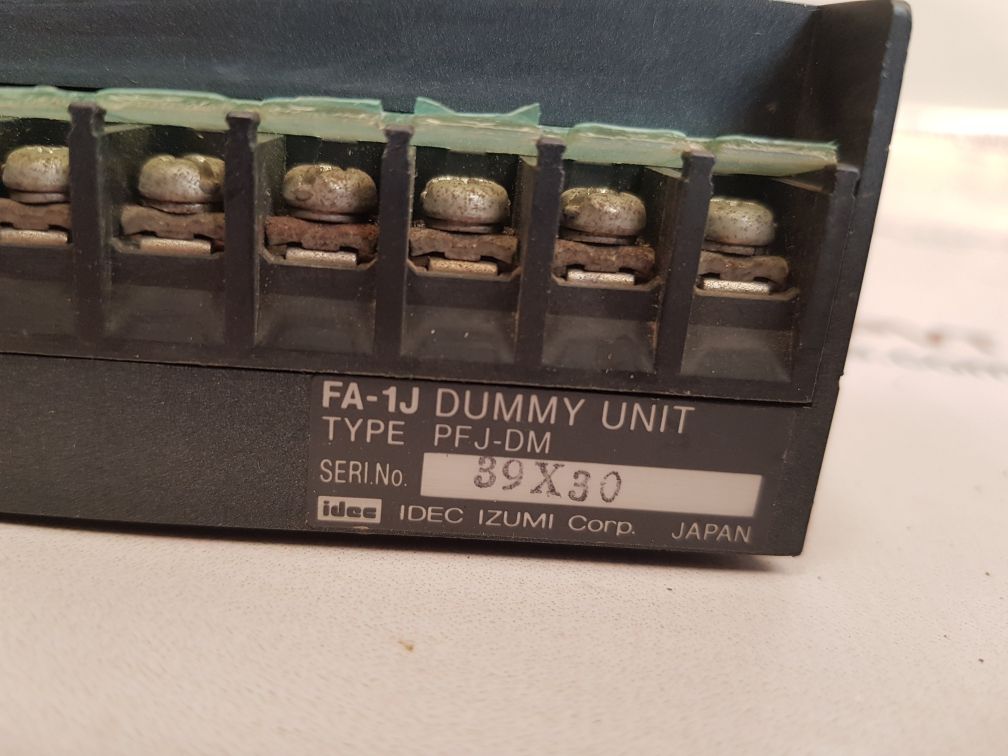 FA-1J DUMMY UNIT
TYPE PFJ-DM
SERI.No. 39X30
idec IDEC IZUMI Corp. JAPAN